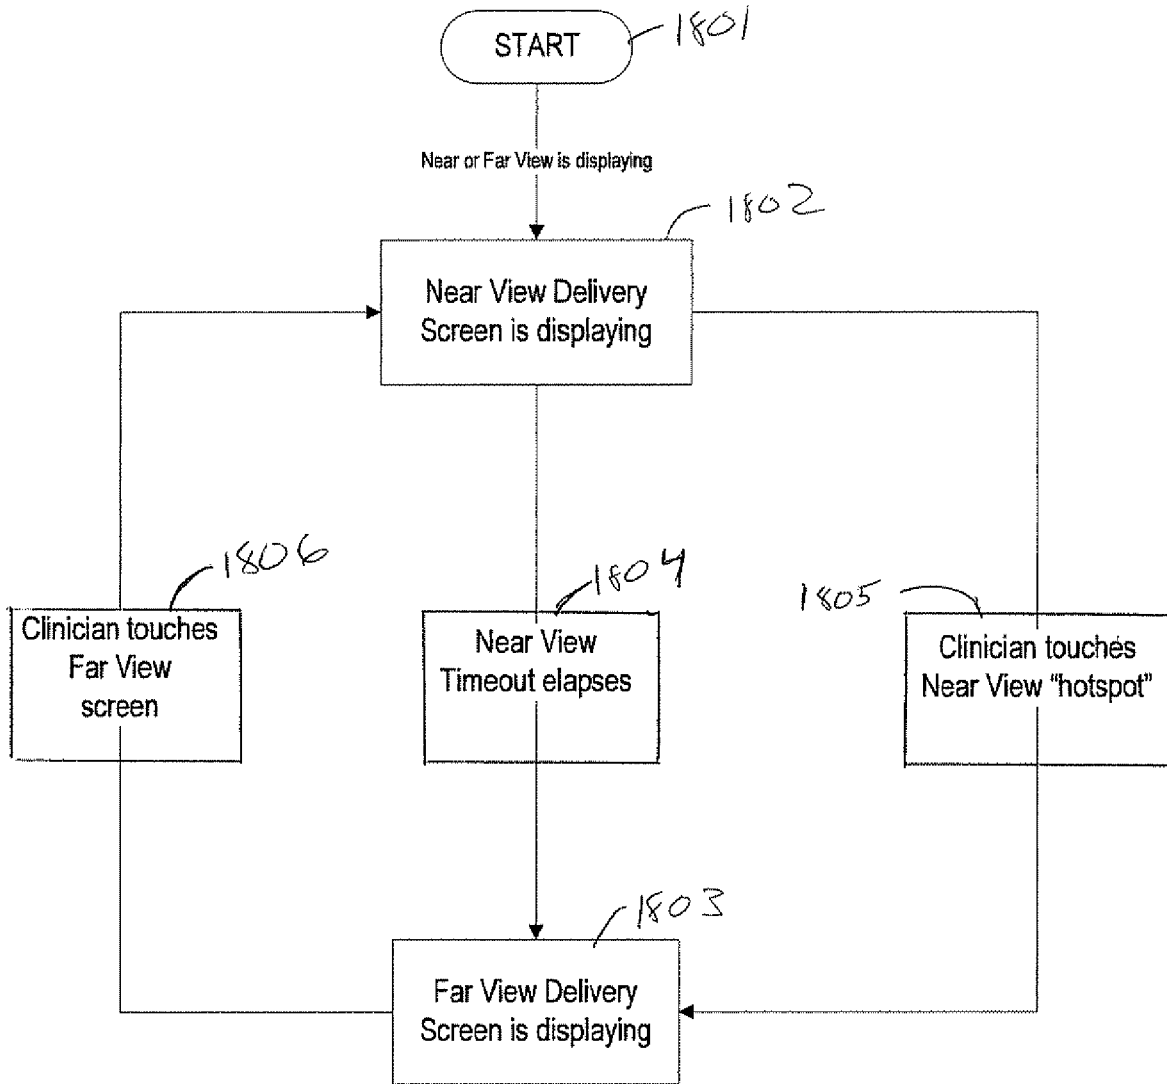 START
1801
Near or Far View is displaying
1802
Near View Delivery
Screen is displaying
1806
Clinician touches
Far View
screen
1804
Near View
Timeout elapses
1805
Clinician touches
Near View “hotspot”
1803
Far View Delivery
Screen is displaying